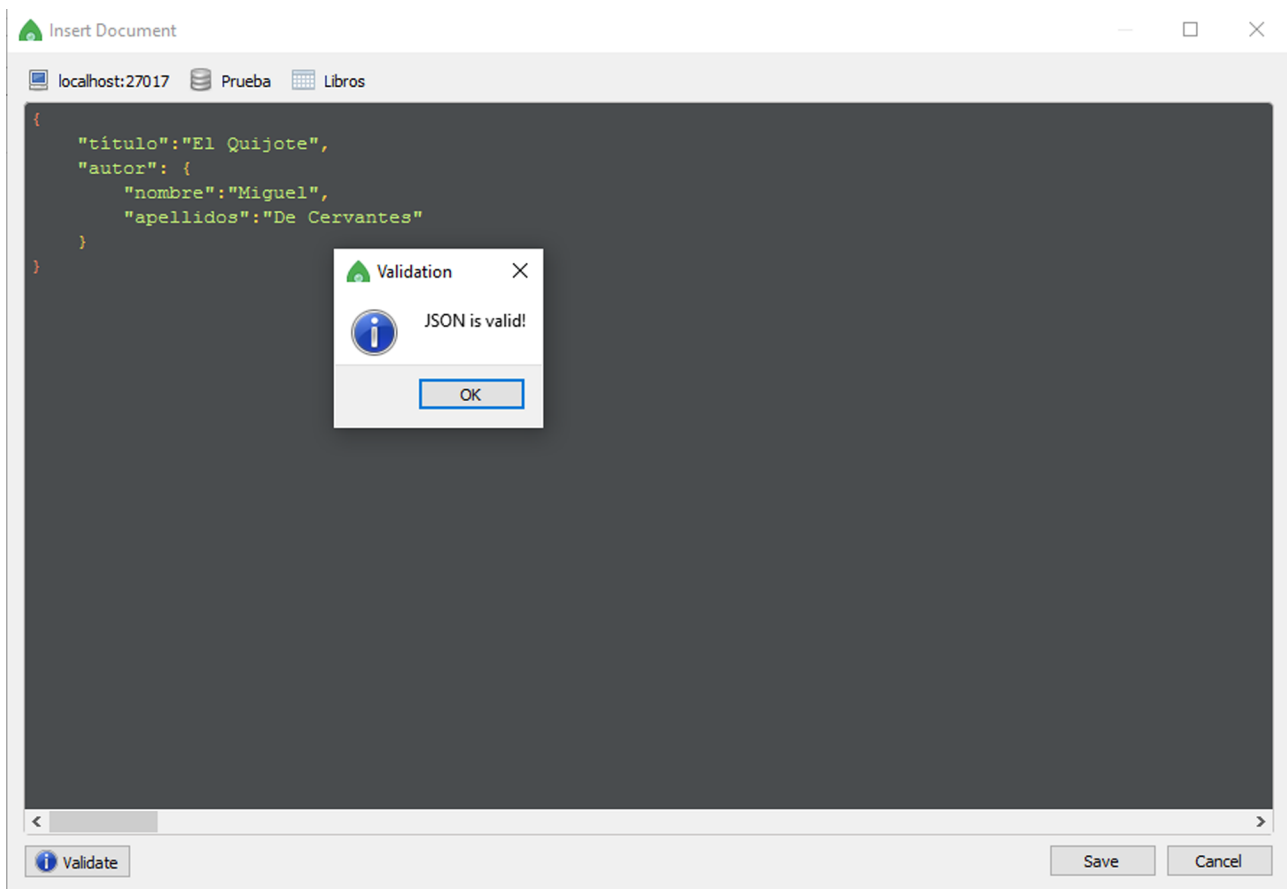 Insert Document
localhost:27017 Prueba Libros
{
    "título":"El Quijote",
    "autor": {
        "nombre":"Miguel",
        "apellidos":"De Cervantes"
    }
}
Validation
JSON is valid!
OK
Validate Save Cancel